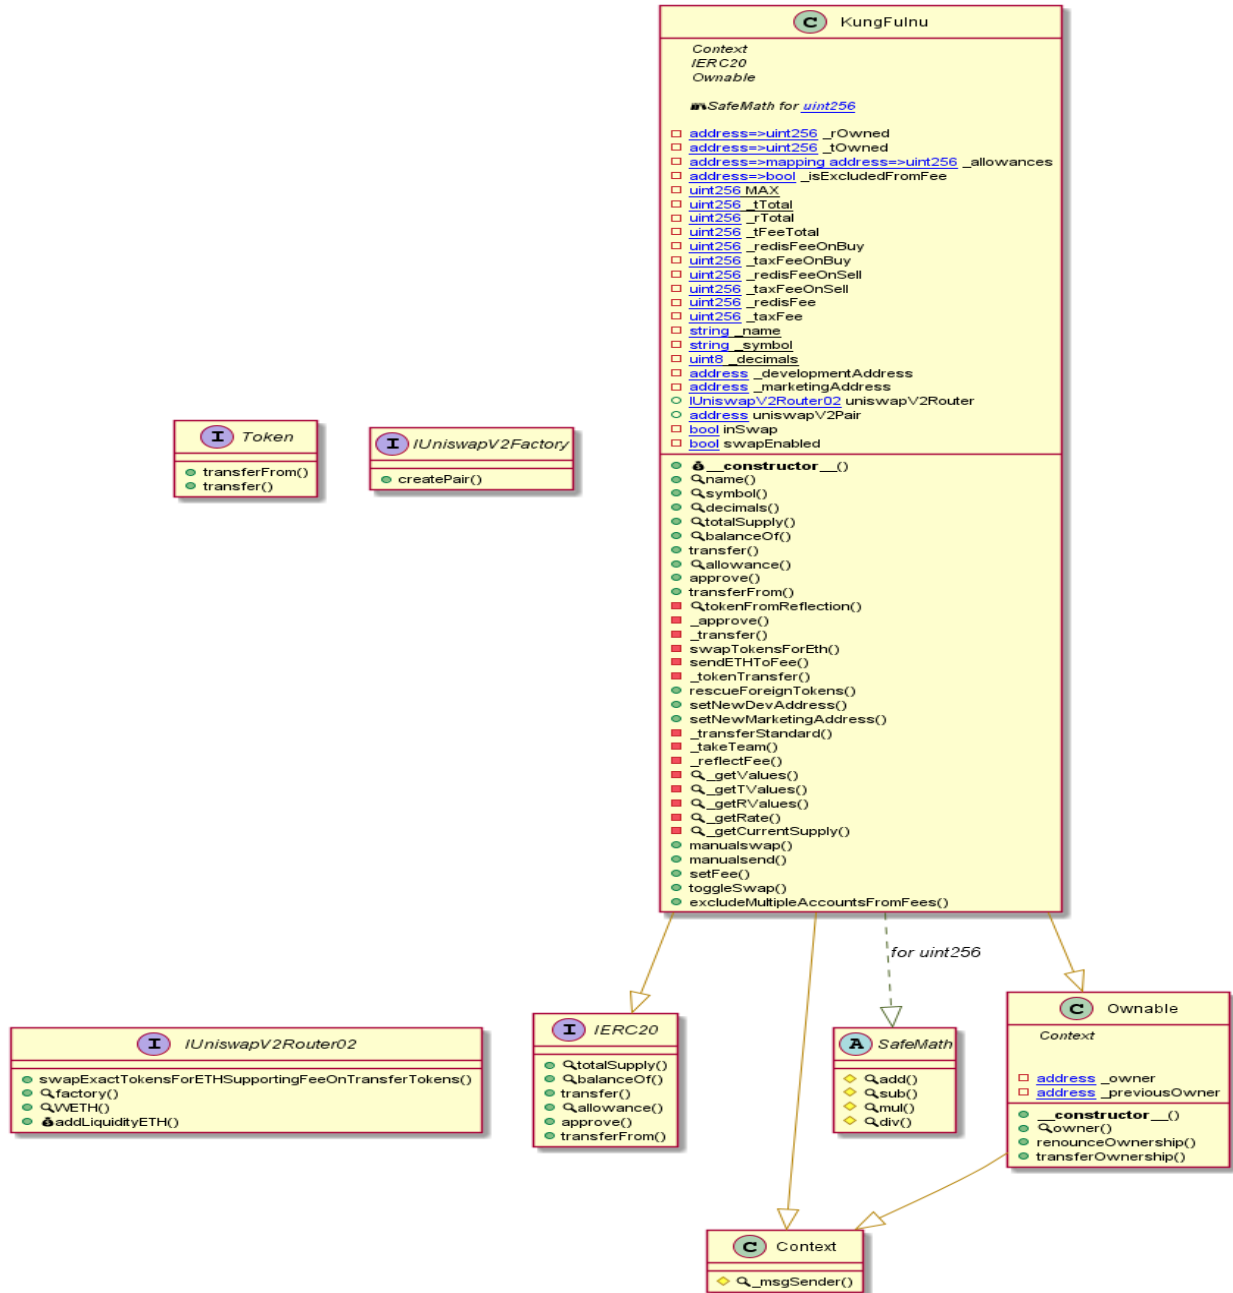 C KungFuInu
Context
IERC20
Ownable
SafeMath for uint256
address=>uint256 _rOwned
address=>uint256 _tOwned
address=>mapping address=>uint256 _allowances
address=>bool _isExcludedFromFee
uint256 MAX
uint256 _tTotal
uint256 _rTotal
uint256 _tFeeTotal
uint256 _redisFeeOnBuy
uint256 _taxFeeOnBuy
uint256 _redisFeeOnSell
uint256 _taxFeeOnSell
uint256 _redisFee
uint256 _taxFee
string _name
string _symbol
uint8 _decimals
address _developmentAddress
address _marketingAddress
IUniswapV2Router02 uniswapV2Router
address uniswapV2Pair
bool inSwap
bool swapEnabled
__constructor__()
name()
symbol()
decimals()
totalSupply()
balanceOf()
transfer()
allowance()
approve()
transferFrom()
tokenFromReflection()
_approve()
_transfer()
swapTokensForEth()
sendETHToFee()
_tokenTransfer()
rescueForeignTokens()
setNewDevAddress()
setNewMarketingAddress()
_transferStandard()
_takeTeam()
_reflectFee()
_getValues()
_getTValues()
_getRValues()
_getRate()
_getCurrentSupply()
manualswap()
manualsend()
setFee()
toggleSwap()
excludeMultipleAccountsFromFees()
I Token
transferFrom()
transfer()
I IUniswapV2Factory
createPair()
for uint256
I IUniswapV2Router02
swapExactTokensForETHSupportingFeeOnTransferTokens()
factory()
WETH()
addLiquidityETH()
I IERC20
totalSupply()
balanceOf()
transfer()
allowance()
approve()
transferFrom()
A SafeMath
add()
sub()
mul()
div()
C Ownable
Context
address _owner
address _previousOwner
__constructor__()
owner()
renounceOwnership()
transferOwnership()
C Context
_msgSender()